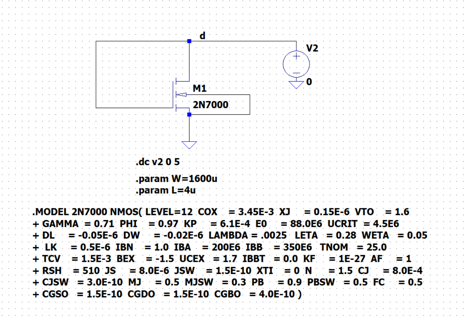 d
V2
0
M1
2N7000
.dc v2 0 5
.param W=1600u
.param L=4u
.MODEL 2N7000 NMOS( LEVEL=12 COX = 3.45E-3 XJ = 0.15E-6 VTO = 1.6
+ GAMMA = 0.71 PHI = 0.97 KP = 6.1E-4 E0 = 88.0E6 UCRIT = 4.5E6
+ DL = -0.05E-6 DW = -0.02E-6 LAMBDA = .0025 LETA = 0.28 WETA = 0.05
+ LK = 0.5E-6 IBN = 1.0 IBA = 200E6 IBB = 350E6 TNOM = 25.0
+ TCV = 1.5E-3 BEX = -1.5 UCEX = 1.7 IBBT = 0.0 KF = 1E-27 AF = 1
+ RSH = 510 JS = 8.0E-6 JSW = 1.5E-10 XTI = 0 N = 1.5 CJ = 8.0E-4
+ CJSW = 3.0E-10 MJ = 0.5 MJSW = 0.3 PB = 0.9 PBSW = 0.5 FC = 0.5
+ CGSO = 1.5E-10 CGDO = 1.5E-10 CGBO = 4.0E-10 )